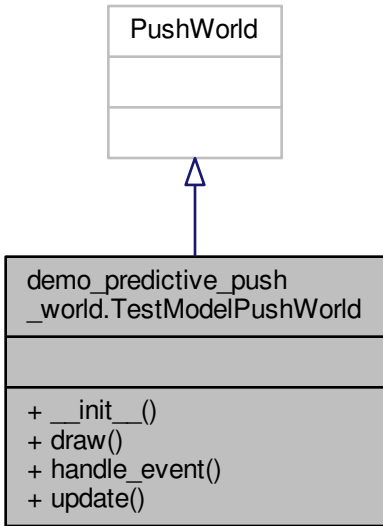 PushWorld
demo_predictive_push
_world.TestModelPushWorld
+ __init__()
+ draw()
+ handle_event()
+ update()